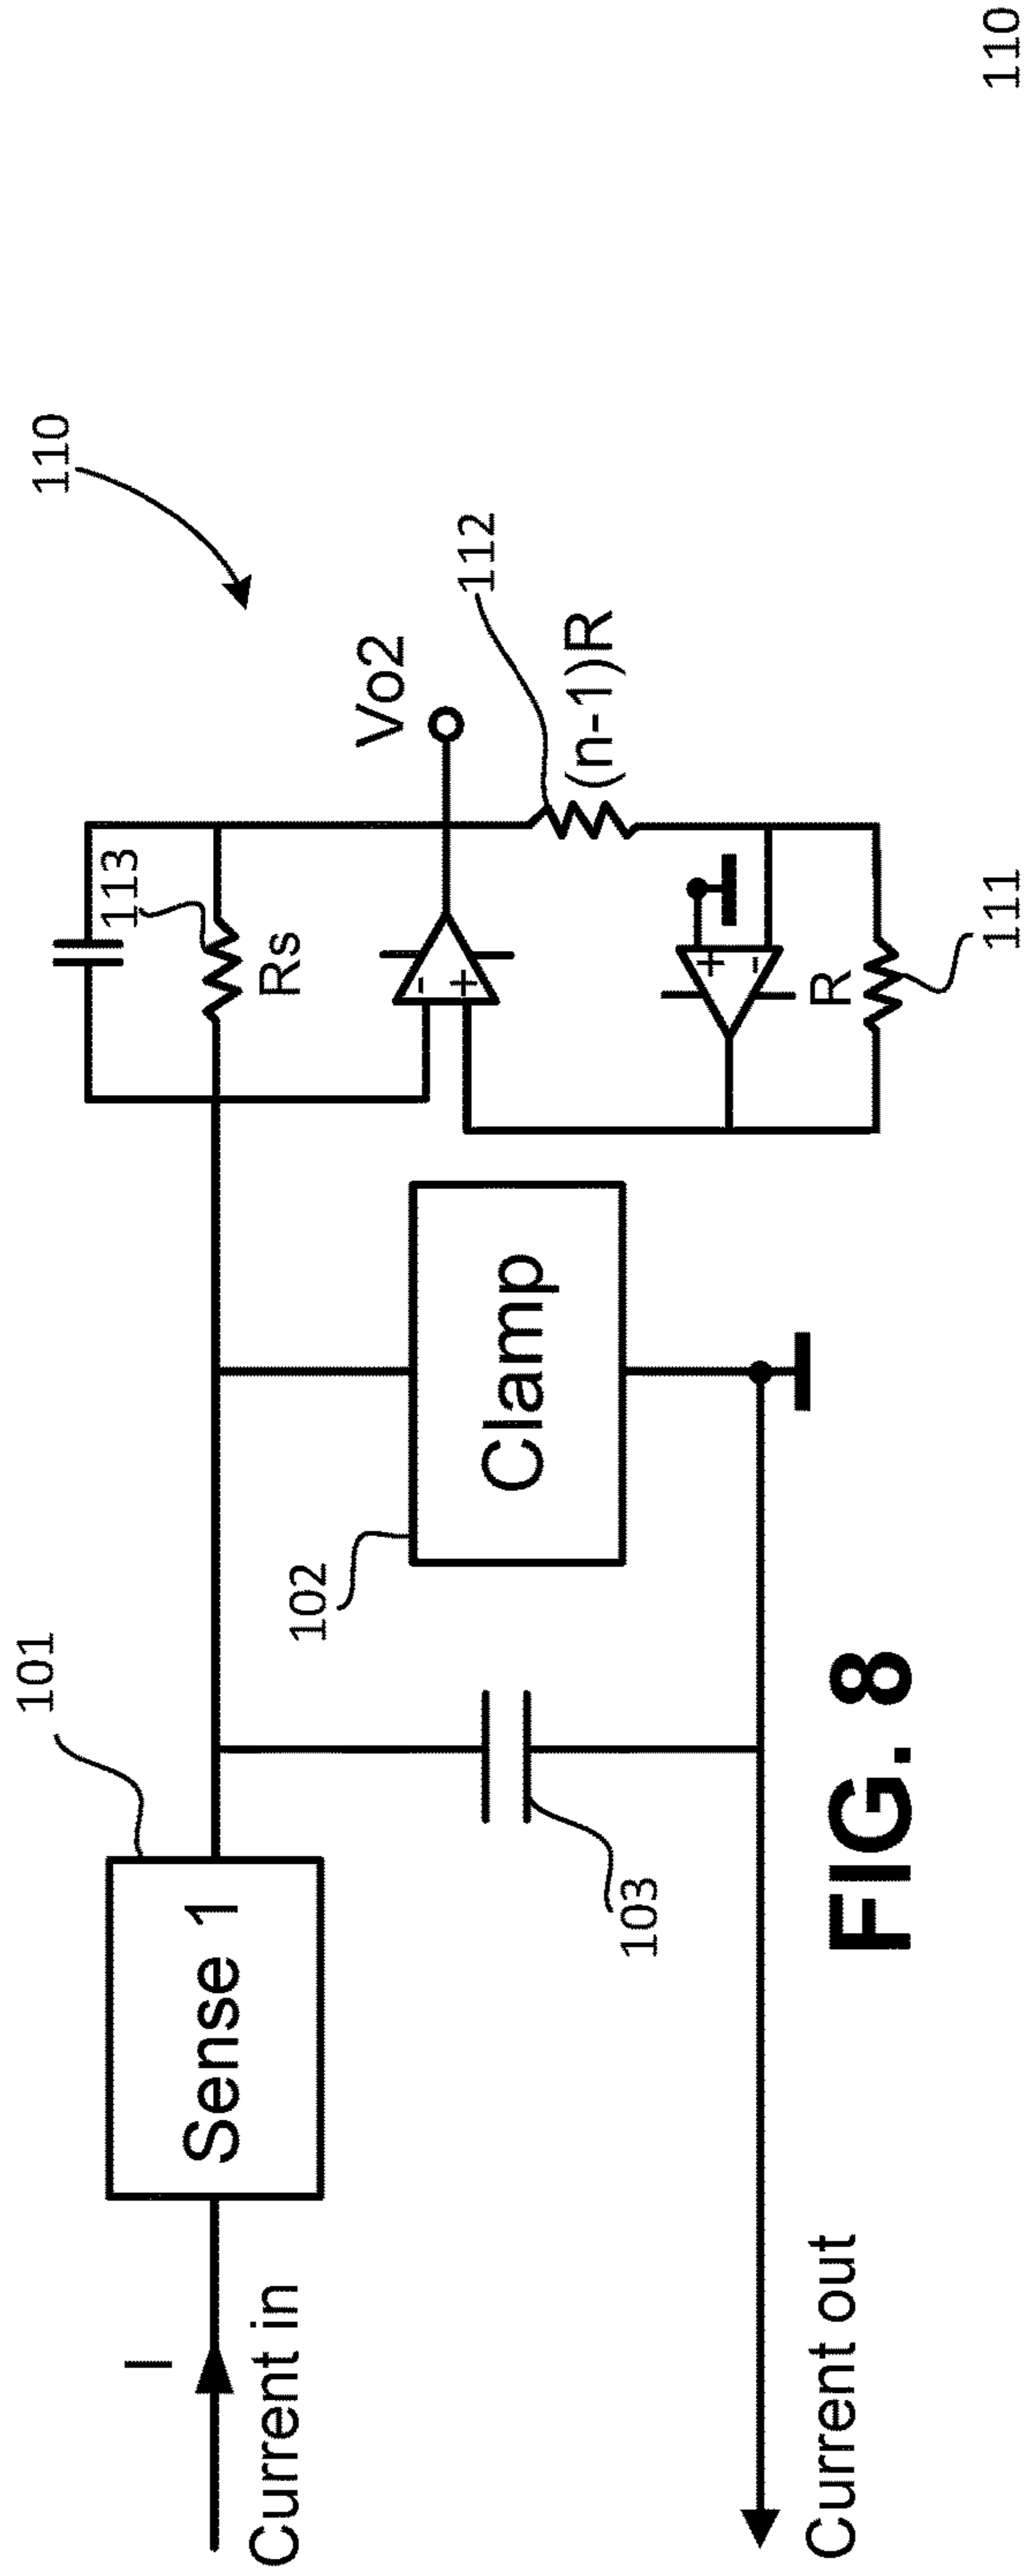 110
110
101
113
Rs
Vo2
112
(n-1)R
Sense 1
I
Current in
102
Clamp
-
+
+
-
R
111
103
Current out
FIG. 8